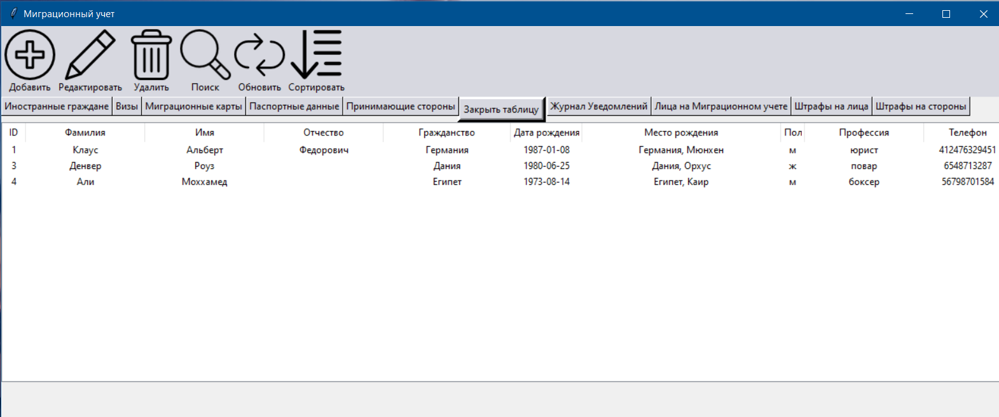 Миграционный учет
Добавить Редактировать Удалить Поиск Обновить Сортировать
Иностранные граждане Визы Миграционные карты Паспортные данные Принимающие стороны Закрыть таблицу Журнал Уведомлений Лица на Миграционном учете Штрафы на лица Штрафы на стороны
ID Фамилия Имя Отчество Гражданство Дата рождения Место рождения Пол Профессия Телефон
1 Клаус Альберт Федорович Германия 1987-01-08 Германия, Мюнхен м юрист 412476329451
3 Денвер Роуз Дания 1980-06-25 Дания, Орхус ж повар 6548713287
4 Али Моххамед Египет 1973-08-14 Египет, Каир м боксер 56798701584